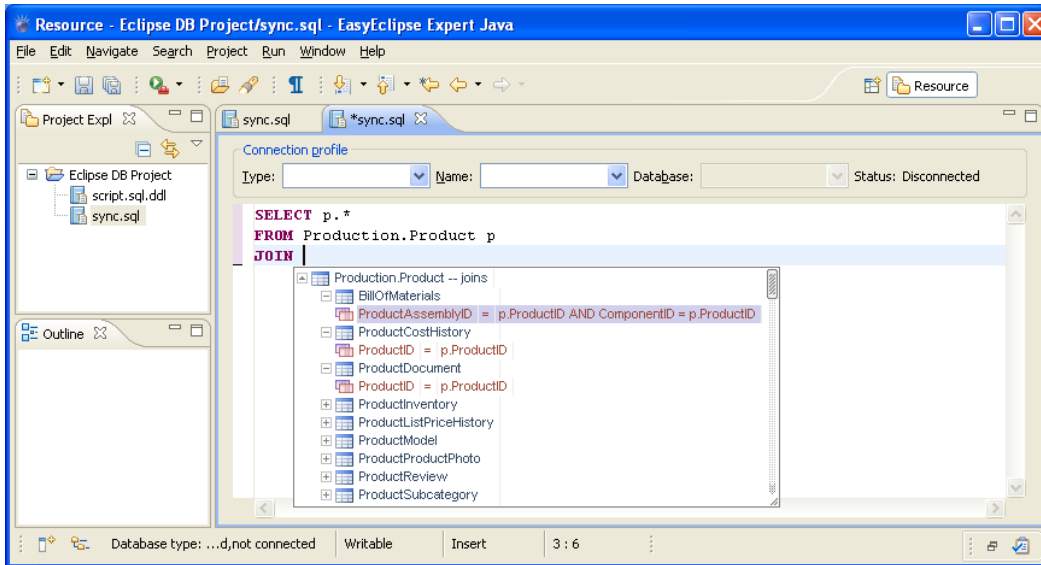 Resource - Eclipse DB Project/sync.sql - EasyEclipse Expert Java
File Edit Navigate Search Project Run Window Help
Resource
Project Expl
sync.sql
*sync.sql
Connection profile
Type:
Name:
Database:
Status: Disconnected
Eclipse DB Project
script.sql.ddl
sync.sql
SELECT p.*
FROM Production.Product p
JOIN
Production.Product -- joins
BillOfMaterials
ProductAssemblyID = p.ProductID AND ComponentID = p.ProductID
ProductCostHistory
ProductID = p.ProductID
ProductDocument
ProductID = p.ProductID
ProductInventory
ProductListPriceHistory
ProductModel
ProductProductPhoto
ProductReview
ProductSubcategory
Outline
Database type: ...d,not connected
Writable
Insert
3 : 6